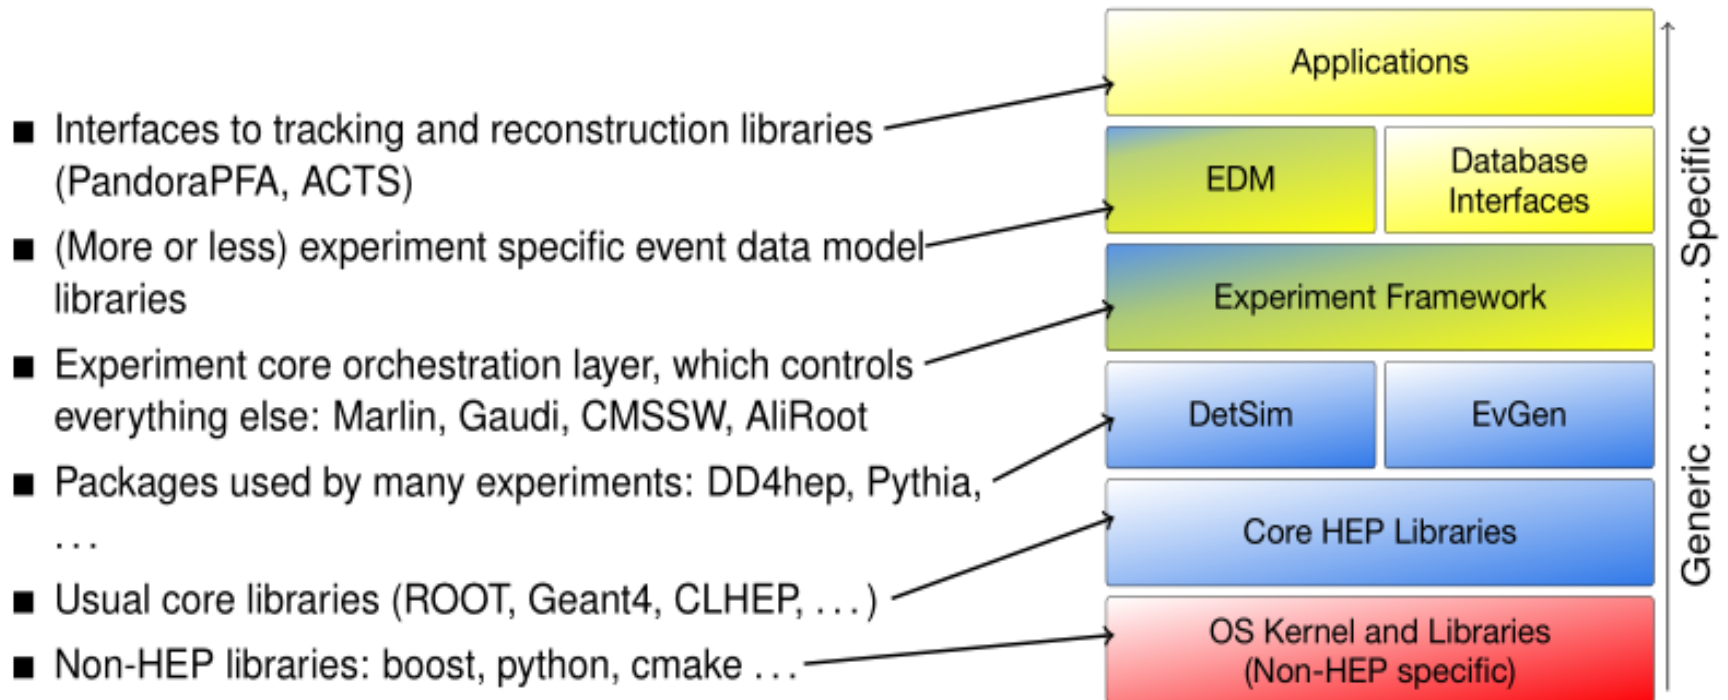 ■ Interfaces to tracking and reconstruction libraries
(PandoraPFA, ACTS)
■ (More or less) experiment specific event data model
libraries
■ Experiment core orchestration layer, which controls
everything else: Marlin, Gaudi, CMSSW, AliRoot
■ Packages used by many experiments: DD4hep, Pythia,
...
■ Usual core libraries (ROOT, Geant4, CLHEP, ...)
■ Non-HEP libraries: boost, python, cmake ...
Applications
EDM
Database
Interfaces
Experiment Framework
DetSim
EvGen
Core HEP Libraries
OS Kernel and Libraries
(Non-HEP specific)
Generic ......... Specific